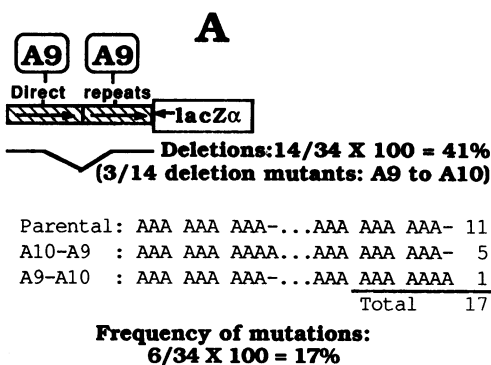 A
A9 A9
Direct repeats
lacZα
Deletions:14/34 X 100 = 41%
(3/14 deletion mutants: A9 to A10)
Parental: AAA AAA AAA-...AAA AAA AAA- 11
A10-A9 : AAA AAA AAAA...AAA AAA AAA- 5
A9-A10 : AAA AAA AAA-...AAA AAA AAAA 1
Total 17
Frequency of mutations:
6/34 X 100 = 17%